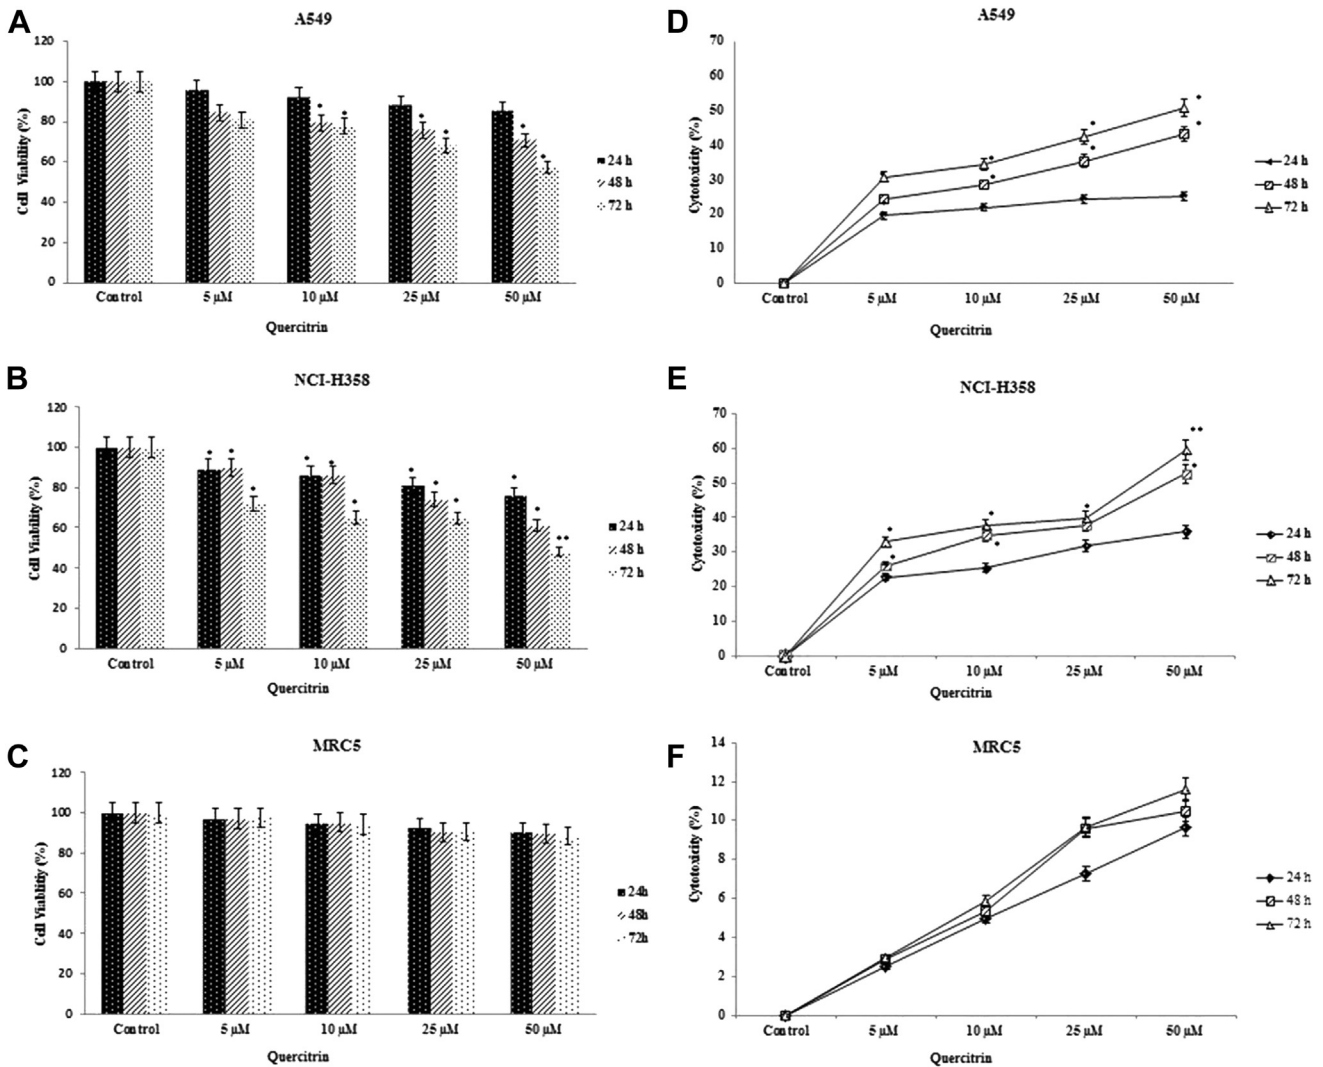 A
A549
120
100
80
60
40
20
0
Cell Viability (%)
Control
5 µM
10 µM
25 µM
50 µM
Quercitrin
24 h
48 h
72 h
D
A549
70
60
50
40
30
20
10
0
Cytotoxicity (%)
Control
5 µM
10 µM
25 µM
50 µM
Quercitrin
24 h
48 h
72 h
B
NCI-H358
120
100
80
60
40
20
0
Cell Viability (%)
Control
5 µM
10 µM
25 µM
50 µM
Quercitrin
24 h
48 h
72 h
E
NCI-H358
70
60
50
40
30
20
10
0
Cytotoxicity (%)
Control
5 µM
10 µM
25 µM
50 µM
Quercitrin
24 h
48 h
72 h
C
MRC5
120
100
80
60
40
20
0
Cell Viability (%)
Control
5 µM
10 µM
25 µM
50 µM
Quercitrin
24h
48h
72h
F
MRC5
14
12
10
8
6
4
2
0
Cytotoxicity (%)
Control
5 µM
10 µM
25 µM
50 µM
Quercitrin
24 h
48 h
72 h